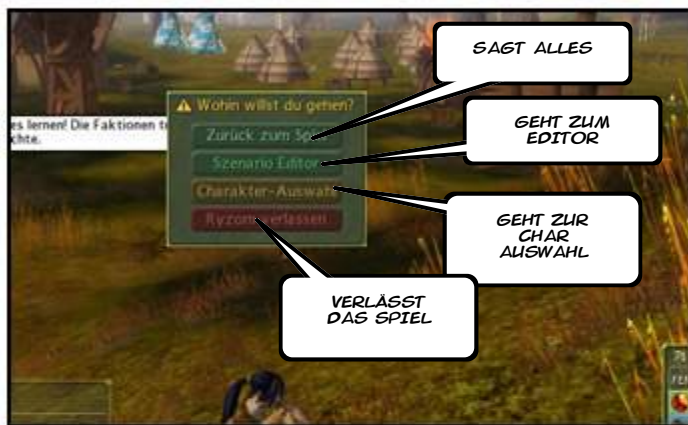 SAGT ALLES
Wohin willst du gehen?
GEHT ZUM
EDITOR
es lernen! Die Faktionen
chte.
Zurück zum Spiel
Szenario Editor
Charakter-Auswahl
Ryzom verlassen
GEHT ZUR
CHAR
AUSWAHL
VERLÄSST
DAS SPIEL